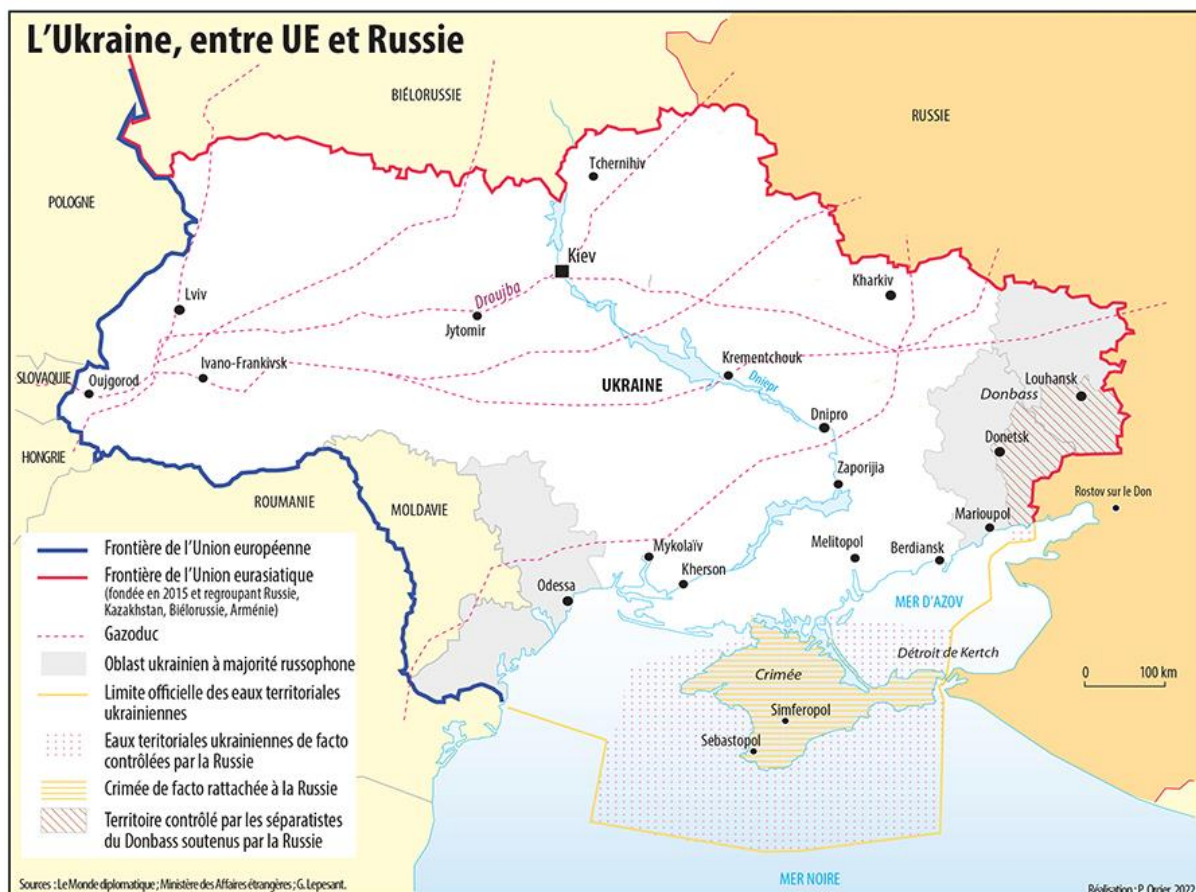 L'Ukraine, entre UE et Russie
BIÉLORUSSIE
RUSSIE
POLOGNE
Tchernihiv
Kiev
Lviv
Droujba
Jytomir
Kharkiv
SLOVAQUIE
Oujgorod
Ivano-Frankivsk
UKRAINE
Krementchouk
Dniepr
Louhansk
Donbass
Dnipro
Donetsk
HONGRIE
ROUMANIE
MOLDAVIE
Zaporijia
Rostov sur le Don
Marioupol
Mykolaïv
Melitopol
Berdiansk
Kherson
Odessa
MER D'AZOV
Détroit de Kertch
Crimée
Simferopol
Sebastopol
0 100 km
MER NOIRE
Frontière de l'Union européenne
Frontière de l'Union eurasiatique
(fondée en 2015 et regroupant Russie,
Kazakhstan, Biélorussie, Arménie)
Gazoduc
Oblast ukrainien à majorité russophone
Limite officielle des eaux territoriales
ukrainiennes
Eaux teritoriales ukrainiennes de facto
contrôlées par la Russie
Crimée de facto rattachée à la Russie
Territoire contrôlé par les séparatistes
du Donbass soutenus par la Russie
Sources : Le Monde diplomatique ; Ministère des Affaires étrangères ; G. Lepesant.
Réalisation : P. Orcier, 2022